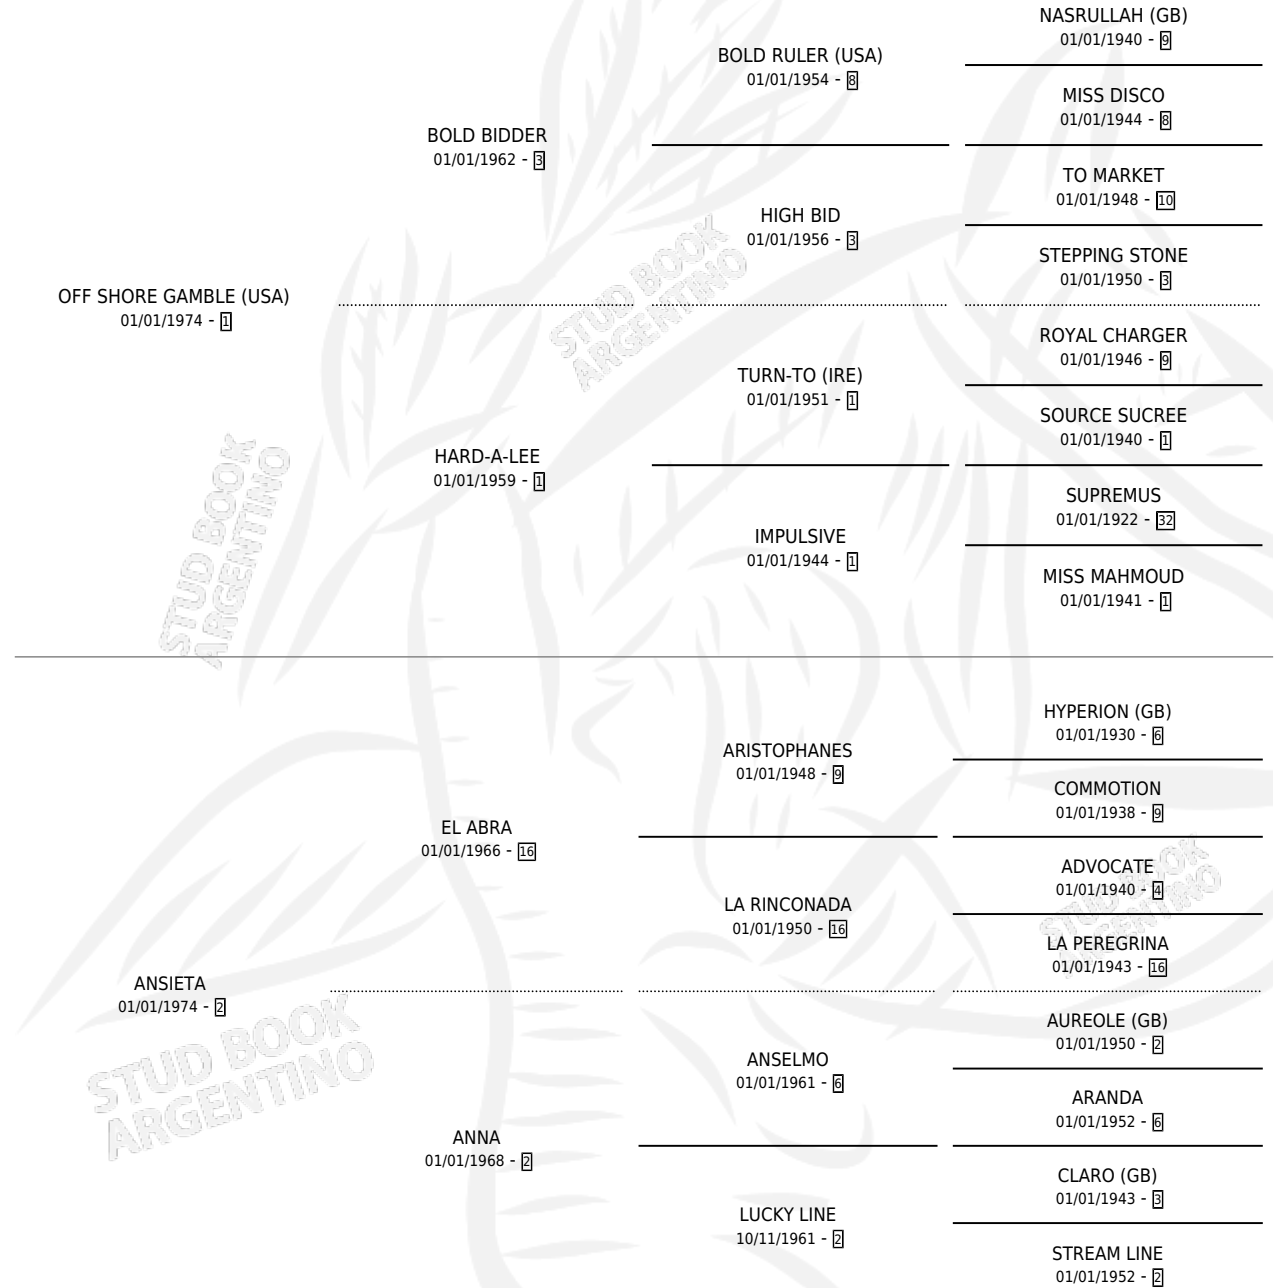 NASRULLAH (GB)
01/01/1940 - 9
BOLD RULER (USA)
01/01/1954 - 8
MISS DISCO
01/01/1944 - 8
BOLD BIDDER
01/01/1962 - 3
TO MARKET
01/01/1948 - 10
HIGH BID
01/01/1956 - 3
STEPPING STONE
01/01/1950 - 3
OFF SHORE GAMBLE (USA)
01/01/1974 - 1
ROYAL CHARGER
01/01/1946 - 9
TURN-TO (IRE)
01/01/1951 - 1
SOURCE SUCREE
01/01/1940 - 1
HARD-A-LEE
01/01/1959 - 1
SUPREMUS
01/01/1922 - 32
IMPULSIVE
01/01/1944 - 1
MISS MAHMOUD
01/01/1941 - 1
HYPERION (GB)
01/01/1930 - 6
ARISTOPHANES
01/01/1948 - 9
COMMOTION
01/01/1938 - 9
EL ABRA
01/01/1966 - 16
ADVOCATE
01/01/1940 - 4
LA RINCONADA
01/01/1950 - 16
LA PEREGRINA
01/01/1943 - 16
ANSIETA
01/01/1974 - 2
AUREOLE (GB)
01/01/1950 - 2
ANSELMO
01/01/1961 - 6
ARANDA
01/01/1952 - 6
ANNA
01/01/1968 - 2
CLARO (GB)
01/01/1943 - 3
LUCKY LINE
10/11/1961 - 2
STREAM LINE
01/01/1952 - 2
STUD BOOK
ARGENTINO
STUD BOOK
ARGENTINO
STUD BOOK
ARGENTINO
STUD BOOK
ARGENTINO